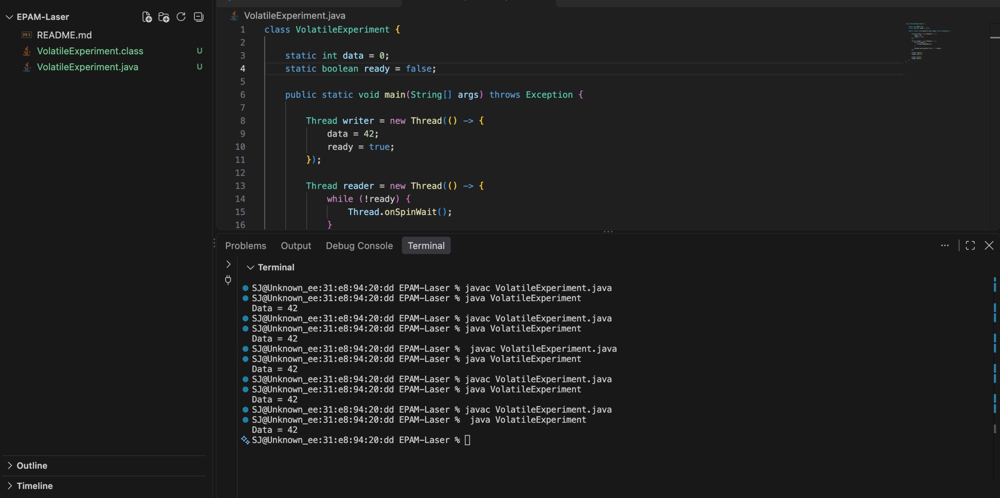 EPAM-Laser
README.md
VolatileExperiment.class U
VolatileExperiment.java U
Outline
Timeline
VolatileExperiment.java
1 class VolatileExperiment {
2
3 static int data = 0;
4 static boolean ready = false;
5
6 public static void main(String[] args) throws Exception {
7
8 Thread writer = new Thread(() -> {
9 data = 42;
10 ready = true;
11 });
12
13 Thread reader = new Thread(() -> {
14 while (!ready) {
15 Thread.onSpinWait();
16 }
Problems Output Debug Console Terminal
Terminal
SJ@Unknown_ee:31:e8:94:20:dd EPAM-Laser % javac VolatileExperiment.java
SJ@Unknown_ee:31:e8:94:20:dd EPAM-Laser % java VolatileExperiment
Data = 42
SJ@Unknown_ee:31:e8:94:20:dd EPAM-Laser % javac VolatileExperiment.java
SJ@Unknown_ee:31:e8:94:20:dd EPAM-Laser % java VolatileExperiment
Data = 42
SJ@Unknown_ee:31:e8:94:20:dd EPAM-Laser %  javac VolatileExperiment.java
SJ@Unknown_ee:31:e8:94:20:dd EPAM-Laser % java VolatileExperiment
Data = 42
SJ@Unknown_ee:31:e8:94:20:dd EPAM-Laser % javac VolatileExperiment.java
SJ@Unknown_ee:31:e8:94:20:dd EPAM-Laser % java VolatileExperiment
Data = 42
SJ@Unknown_ee:31:e8:94:20:dd EPAM-Laser % javac VolatileExperiment.java
SJ@Unknown_ee:31:e8:94:20:dd EPAM-Laser %  java VolatileExperiment
Data = 42
SJ@Unknown_ee:31:e8:94:20:dd EPAM-Laser %